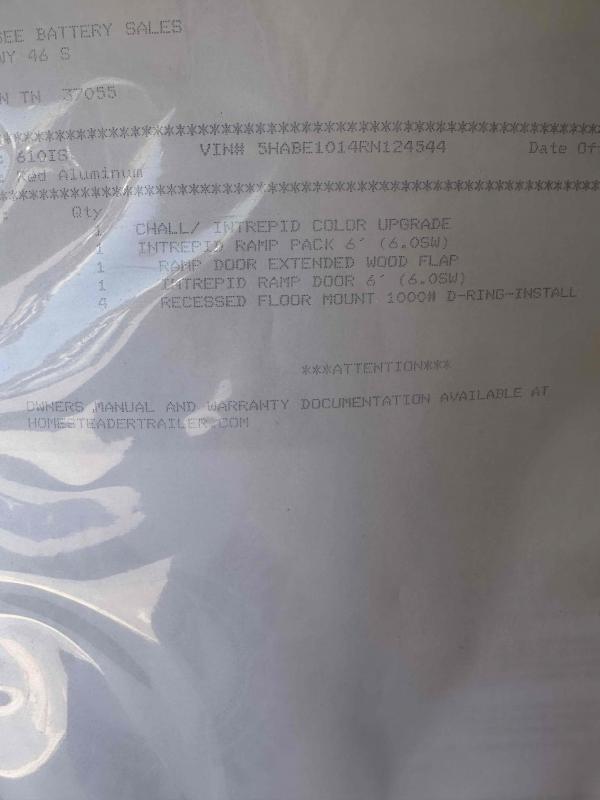 SEE BATTERY SALES
WY 46 S
N TN 37055
**********************************************************
: 610IS VIN# 5HABE1014RN124544 Date Of
Red Aluminum
**********************************************************
Qty
1 CHALL/ INTREPID COLOR UPGRADE
1 INTREPID RAMP PACK 6' (6.0SW)
1 RAMP DOOR EXTENDED WOOD FLAP
1 INTREPID RAMP DOOR 6' (6.0SW)
4 RECESSED FLOOR MOUNT 1000# D-RING-INSTALL
***ATTENTION***
OWNERS MANUAL AND WARRANTY DOCUMENTATION AVAILABLE AT
HOMESTEADERTRAILER.COM